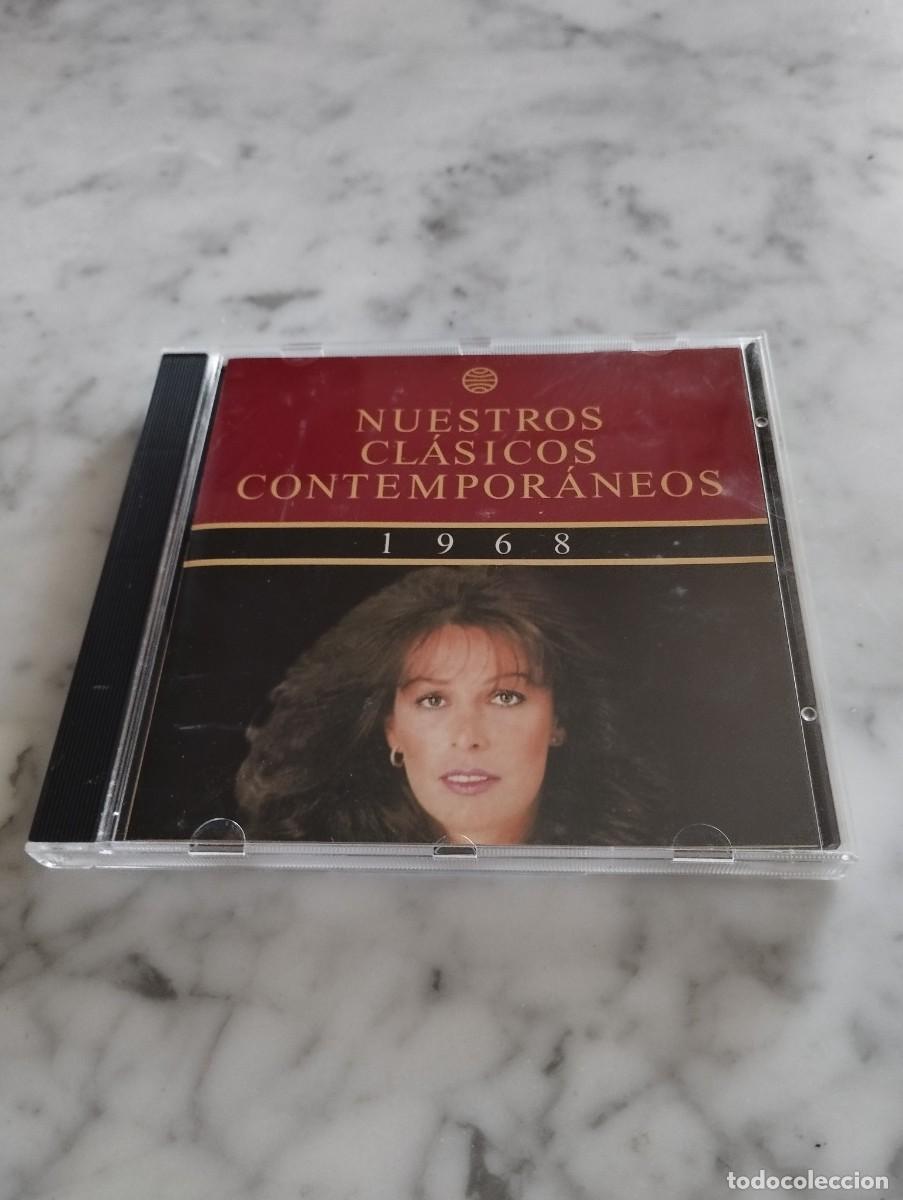 NUESTROS
CLÁSICOS
CONTEMPORÁNEOS
1968
todocoleccion